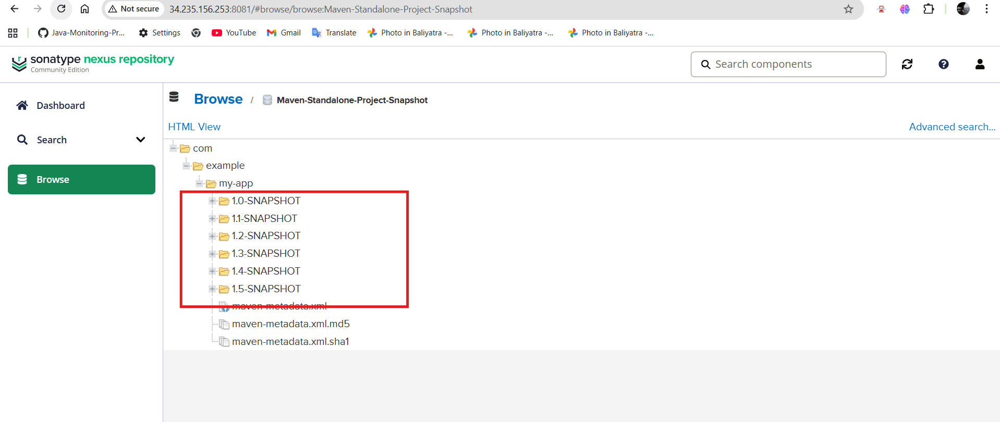 Not secure 34.235.156.253:8081/#browse/browse:Maven-Standalone-Project-Snapshot
Java-Monitoring-Pr... Settings YouTube Gmail Translate Photo in Baliyatra -... Photo in Baliyatra -... Photo in Baliyatra -...
sonatype nexus repository
Community Edition
Search components
Dashboard
Search
Browse
Browse / Maven-Standalone-Project-Snapshot
HTML View Advanced search...
com
example
my-app
1.0-SNAPSHOT
1.1-SNAPSHOT
1.2-SNAPSHOT
1.3-SNAPSHOT
1.4-SNAPSHOT
1.5-SNAPSHOT
maven-metadata.xml
maven-metadata.xml.md5
maven-metadata.xml.sha1